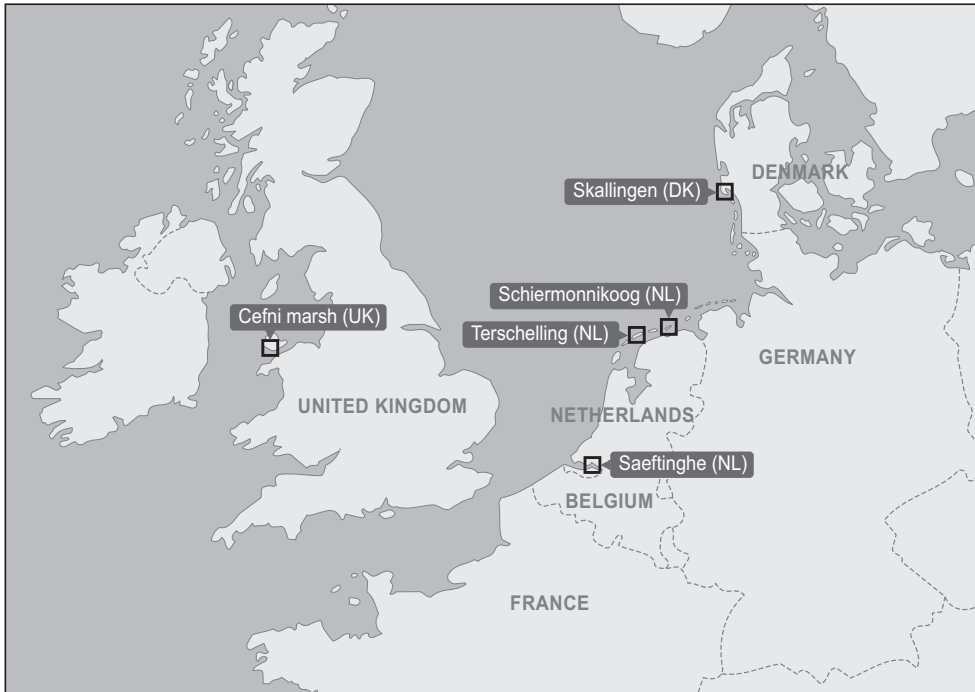 DENMARK
Skallingen (DK)
Schiermonnikoog (NL)
Cefni marsh (UK)
Terschelling (NL)
GERMANY
UNITED KINGDOM
NETHERLANDS
Saeftinghe (NL)
BELGIUM
FRANCE